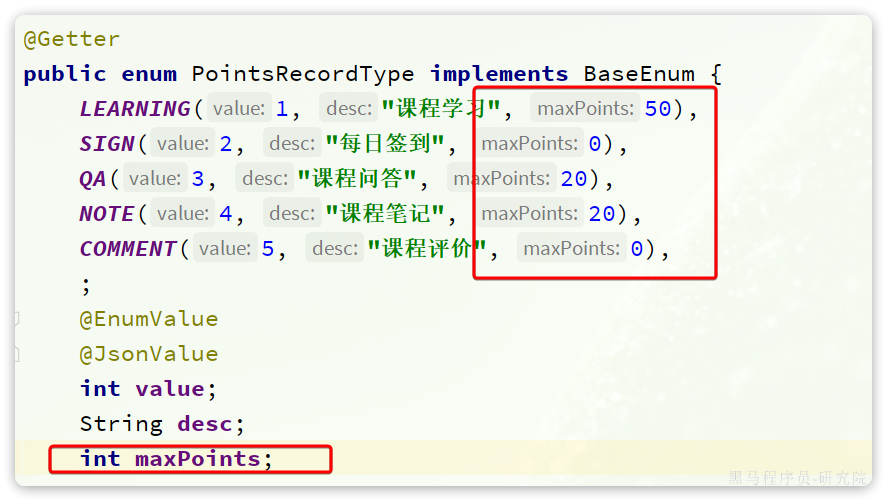 @Getter
public enum PointsRecordType implements BaseEnum {
LEARNING( value: 1, desc: "课程学习", maxPoints: 50),
SIGN( value: 2, desc: "每日签到", maxPoints: 0),
QA( value: 3, desc: "课程问答", maxPoints: 20),
NOTE( value: 4, desc: "课程笔记", maxPoints: 20),
COMMENT( value: 5, desc: "课程评价", maxPoints: 0),
;
@EnumValue
@JsonValue
int value;
String desc;
int maxPoints;
黑马程序员-研究院